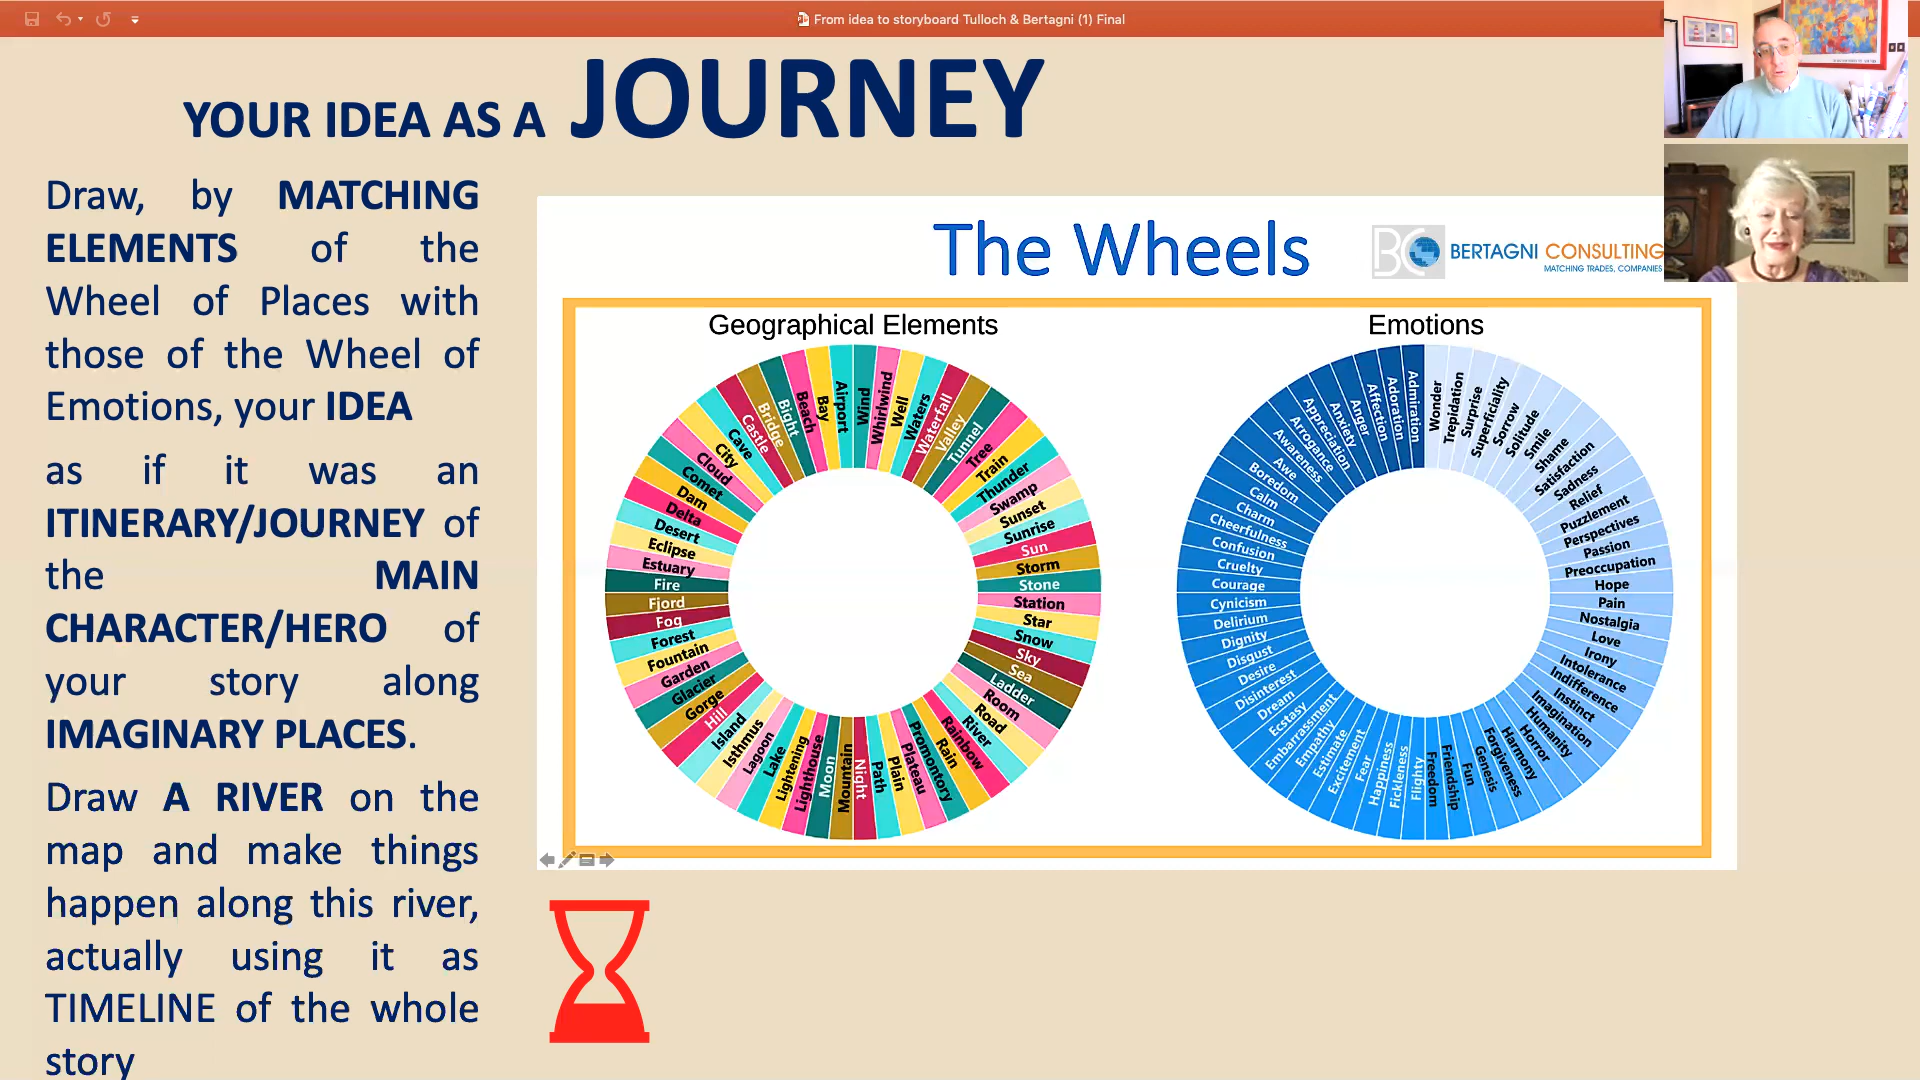 From idea to storyboard Tulloch & Bertagni (1) Final
YOUR IDEA AS A JOURNEY
Draw, by MATCHING
ELEMENTS of the
Wheel of Places with
those of the Wheel of
Emotions, your IDEA
as if it was an
ITINERARY/JOURNEY of
the MAIN
CHARACTER/HERO of
your story along
IMAGINARY PLACES.
Draw A RIVER on the
map and make things
happen along this river,
actually using it as
TIMELINE of the whole
story
The Wheels
BC
BERTAGNI CONSULTING
MATCHING TRADES, COMPANIES
Geographical Elements
Wind
Whirlwind
Well
Waters
Waterfall
Valley
Tunnel
Tree
Train
Thunder
Swamp
Sunset
Sunrise
Sun
Storm
Stone
Station
Star
Snow
Sky
Sea
Ladder
Room
Road
River
Rainbow
Rain
Promontory
Plateau
Plain
Path
Night
Mountain
Moon
Lighthouse
Lightening
Lake
Lagoon
Isthmus
Island
Hill
Gorge
Glacier
Garden
Fountain
Forest
Fog
Fjord
Fire
Estuary
Eclipse
Desert
Delta
Dam
Comet
Cloud
City
Cave
Castle
Bridge
Bight
Beach
Bay
Airport
Emotions
Wonder
Trepidation
Surprise
Superficiality
Sorrow
Solitude
Smile
Shame
Satisfaction
Sadness
Relief
Puzzlement
Perspectives
Passion
Preoccupation
Hope
Pain
Nostalgia
Love
Irony
Intolerance
Indifference
Instinct
Imagination
Humanity
Horror
Harmony
Forgiveness
Genesis
Fun
Friendship
Freedom
Flighty
Fickleness
Happiness
Fear
Excitement
Estimate
Empathy
Embarrassment
Ecstasy
Dream
Disinterest
Desire
Disgust
Dignity
Delirium
Cynicism
Courage
Cruelty
Confusion
Cheerfulness
Charm
Calm
Boredom
Awe
Awareness
Arrogance
Appreciation
Anxiety
Anger
Affection
Adoration
Admiration